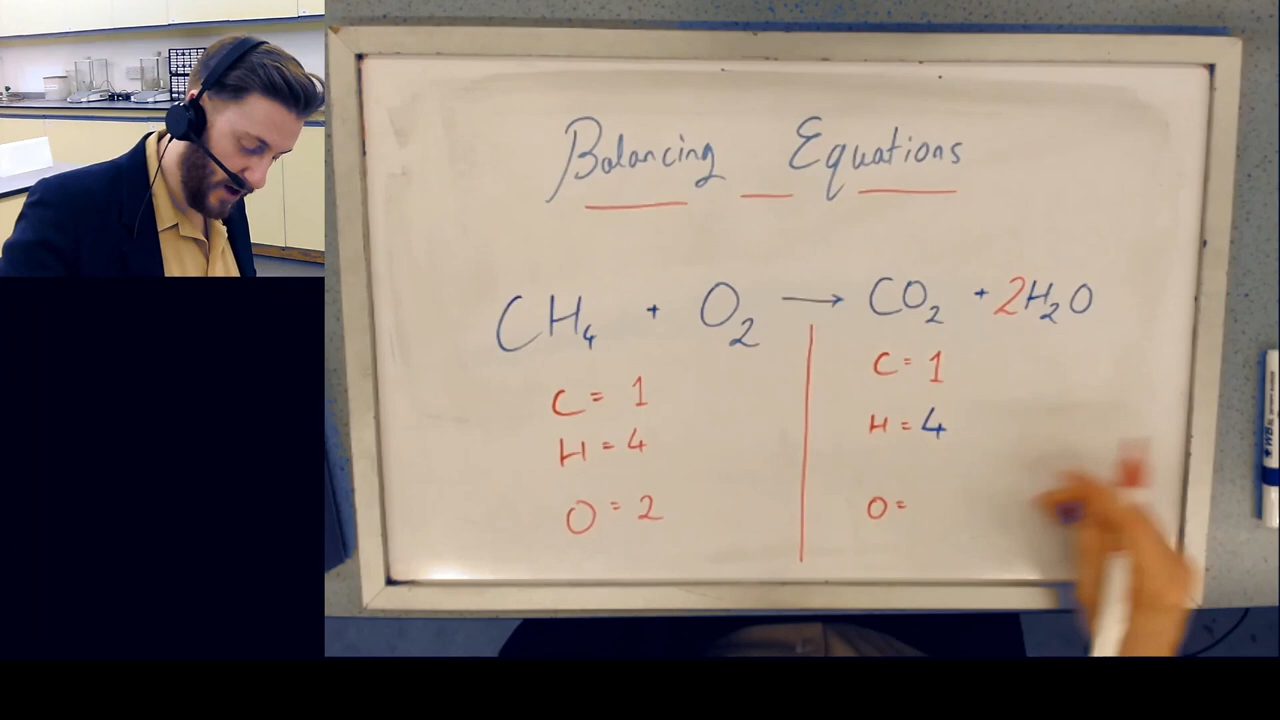 Balancing Equations
CH₄ + O₂ → CO₂ + 2H₂O
C = 1
H = 4
O = 2
C = 1
H = 4
O =